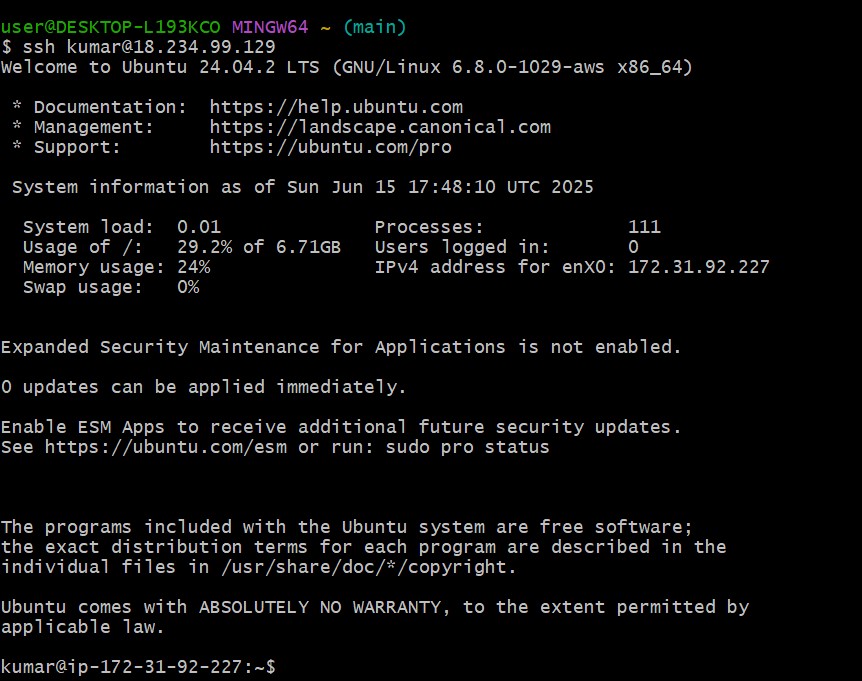 user@DESKTOP-L193KCO MINGW64 ~ (main)
$ ssh kumar@18.234.99.129
Welcome to Ubuntu 24.04.2 LTS (GNU/Linux 6.8.0-1029-aws x86_64)
* Documentation: https://help.ubuntu.com
* Management: https://landscape.canonical.com
* Support: https://ubuntu.com/pro
System information as of Sun Jun 15 17:48:10 UTC 2025
System load: 0.01 Processes: 111
Usage of /: 29.2% of 6.71GB Users logged in: 0
Memory usage: 24% IPv4 address for enX0: 172.31.92.227
Swap usage: 0%
Expanded Security Maintenance for Applications is not enabled.
0 updates can be applied immediately.
Enable ESM Apps to receive additional future security updates.
See https://ubuntu.com/esm or run: sudo pro status
The programs included with the Ubuntu system are free software;
the exact distribution terms for each program are described in the
individual files in /usr/share/doc/*/copyright.
Ubuntu comes with ABSOLUTELY NO WARRANTY, to the extent permitted by
applicable law.
kumar@ip-172-31-92-227:~$